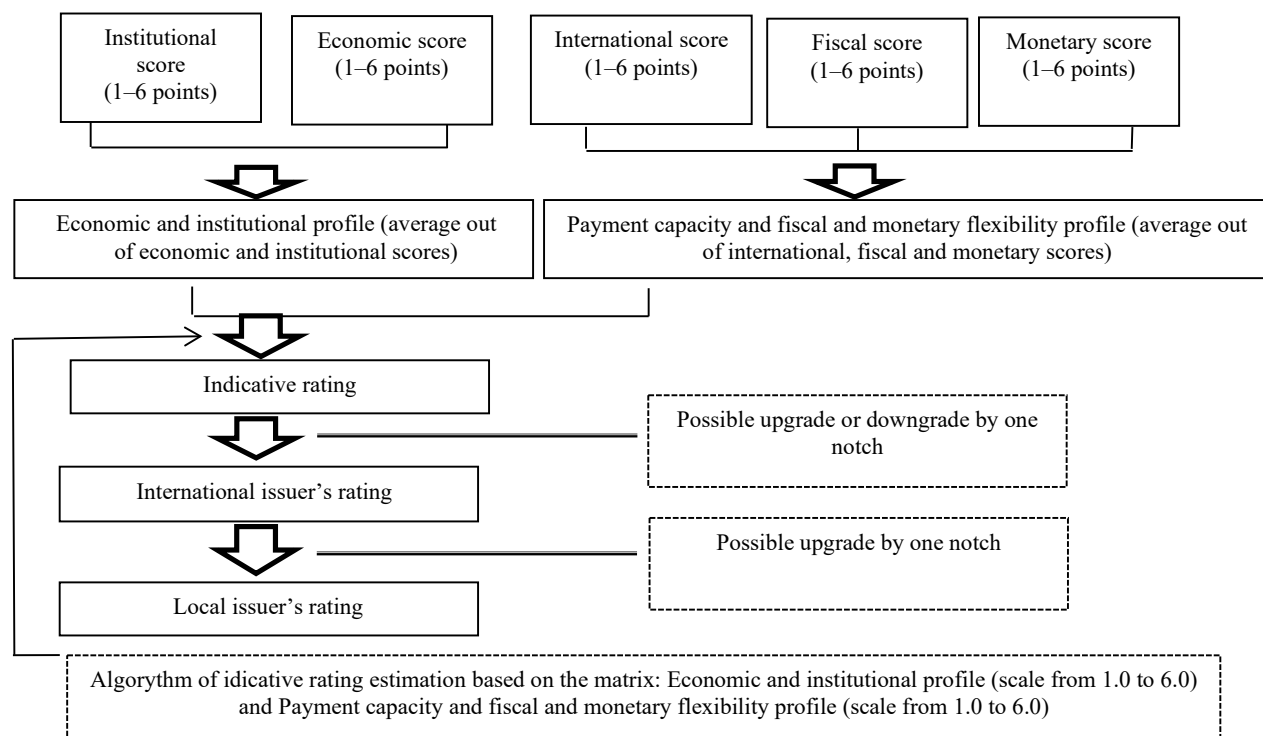 Institutional
score
(1–6 points)
Economic score
(1–6 points)
International score
(1–6 points)
Fiscal score
(1–6 points)
Monetary score
(1–6 points)
Economic and institutional profile (average out
of economic and institutional scores)
Payment capacity and fiscal and monetary flexibility profile (average out
of international, fiscal and monetary scores)
Indicative rating
Possible upgrade or downgrade by one
notch
International issuer’s rating
Possible upgrade by one notch
Local issuer’s rating
Algorythm of idicative rating estimation based on the matrix: Economic and institutional profile (scale from 1.0 to 6.0)
and Payment capacity and fiscal and monetary flexibility profile (scale from 1.0 to 6.0)